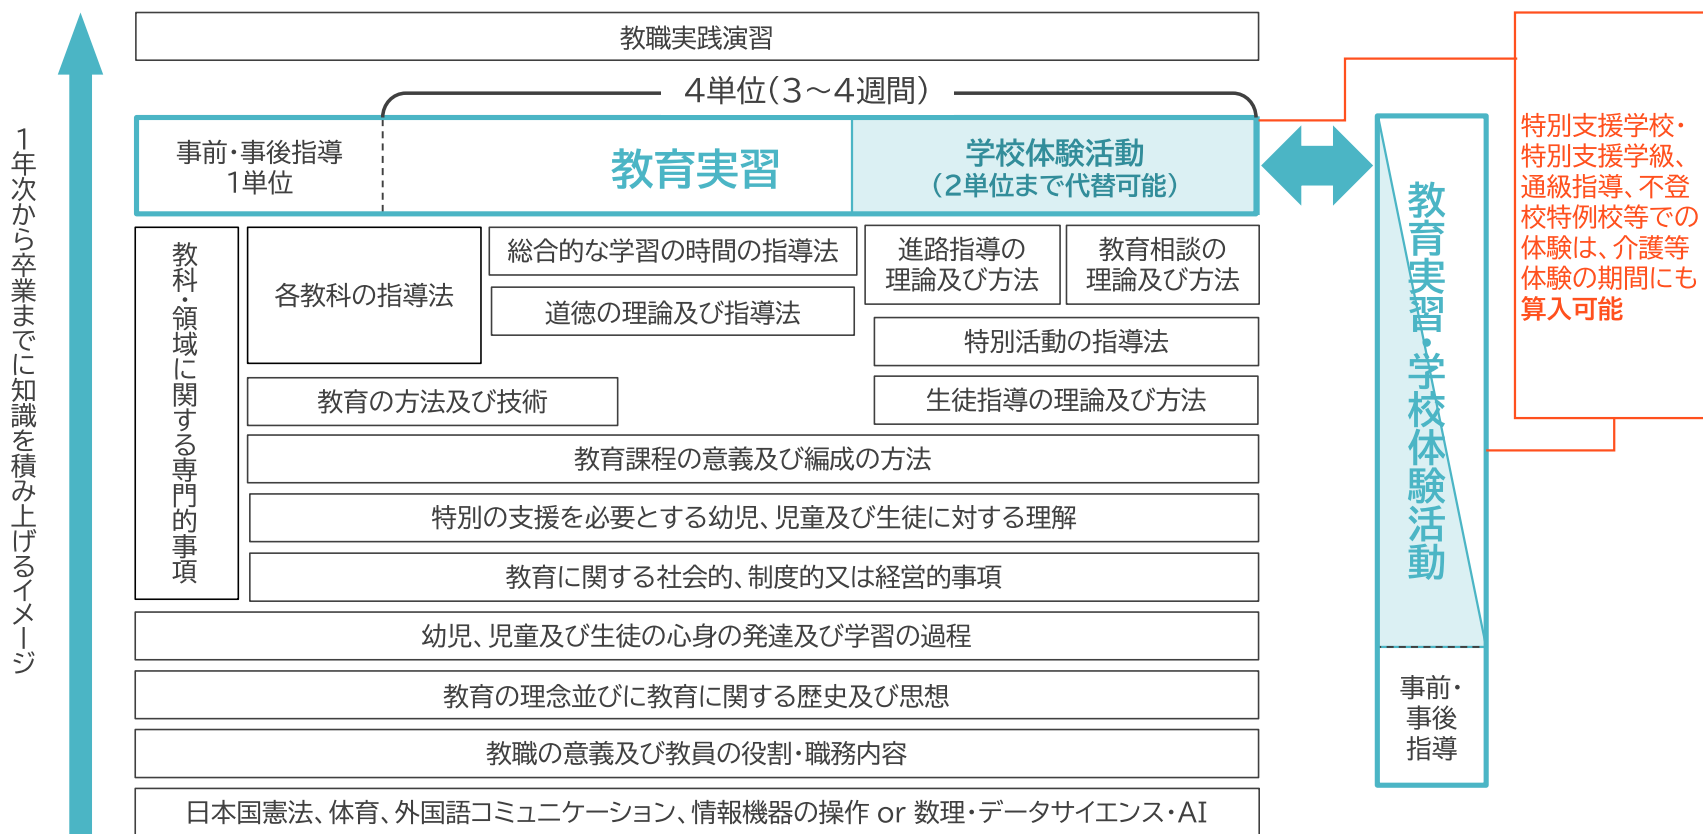 教職実践演習
4単位（3～4週間）
事前・事後指導
1単位
教育実習
学校体験活動
（2単位まで代替可能）
教科・領域に関する専門的事項
各教科の指導法
総合的な学習の時間の指導法
道徳の理論及び指導法
進路指導の
理論及び方法
教育相談の
理論及び方法
特別活動の指導法
教育の方法及び技術
生徒指導の理論及び方法
教育課程の意義及び編成の方法
特別の支援を必要とする幼児、児童及び生徒に対する理解
教育に関する社会的、制度的又は経営的事項
幼児、児童及び生徒の心身の発達及び学習の過程
教育の理念並びに教育に関する歴史及び思想
教職の意義及び教員の役割・職務内容
日本国憲法、体育、外国語コミュニケーション、情報機器の操作 or 数理・データサイエンス・AI
1年次から卒業までに知識を積み上げるイメージ
教育実習・学校体験活動
事前・
事後
指導
特別支援学校・
特別支援学級、
通級指導、不登
校特例校等での
体験は、介護等
体験の期間にも
算入可能